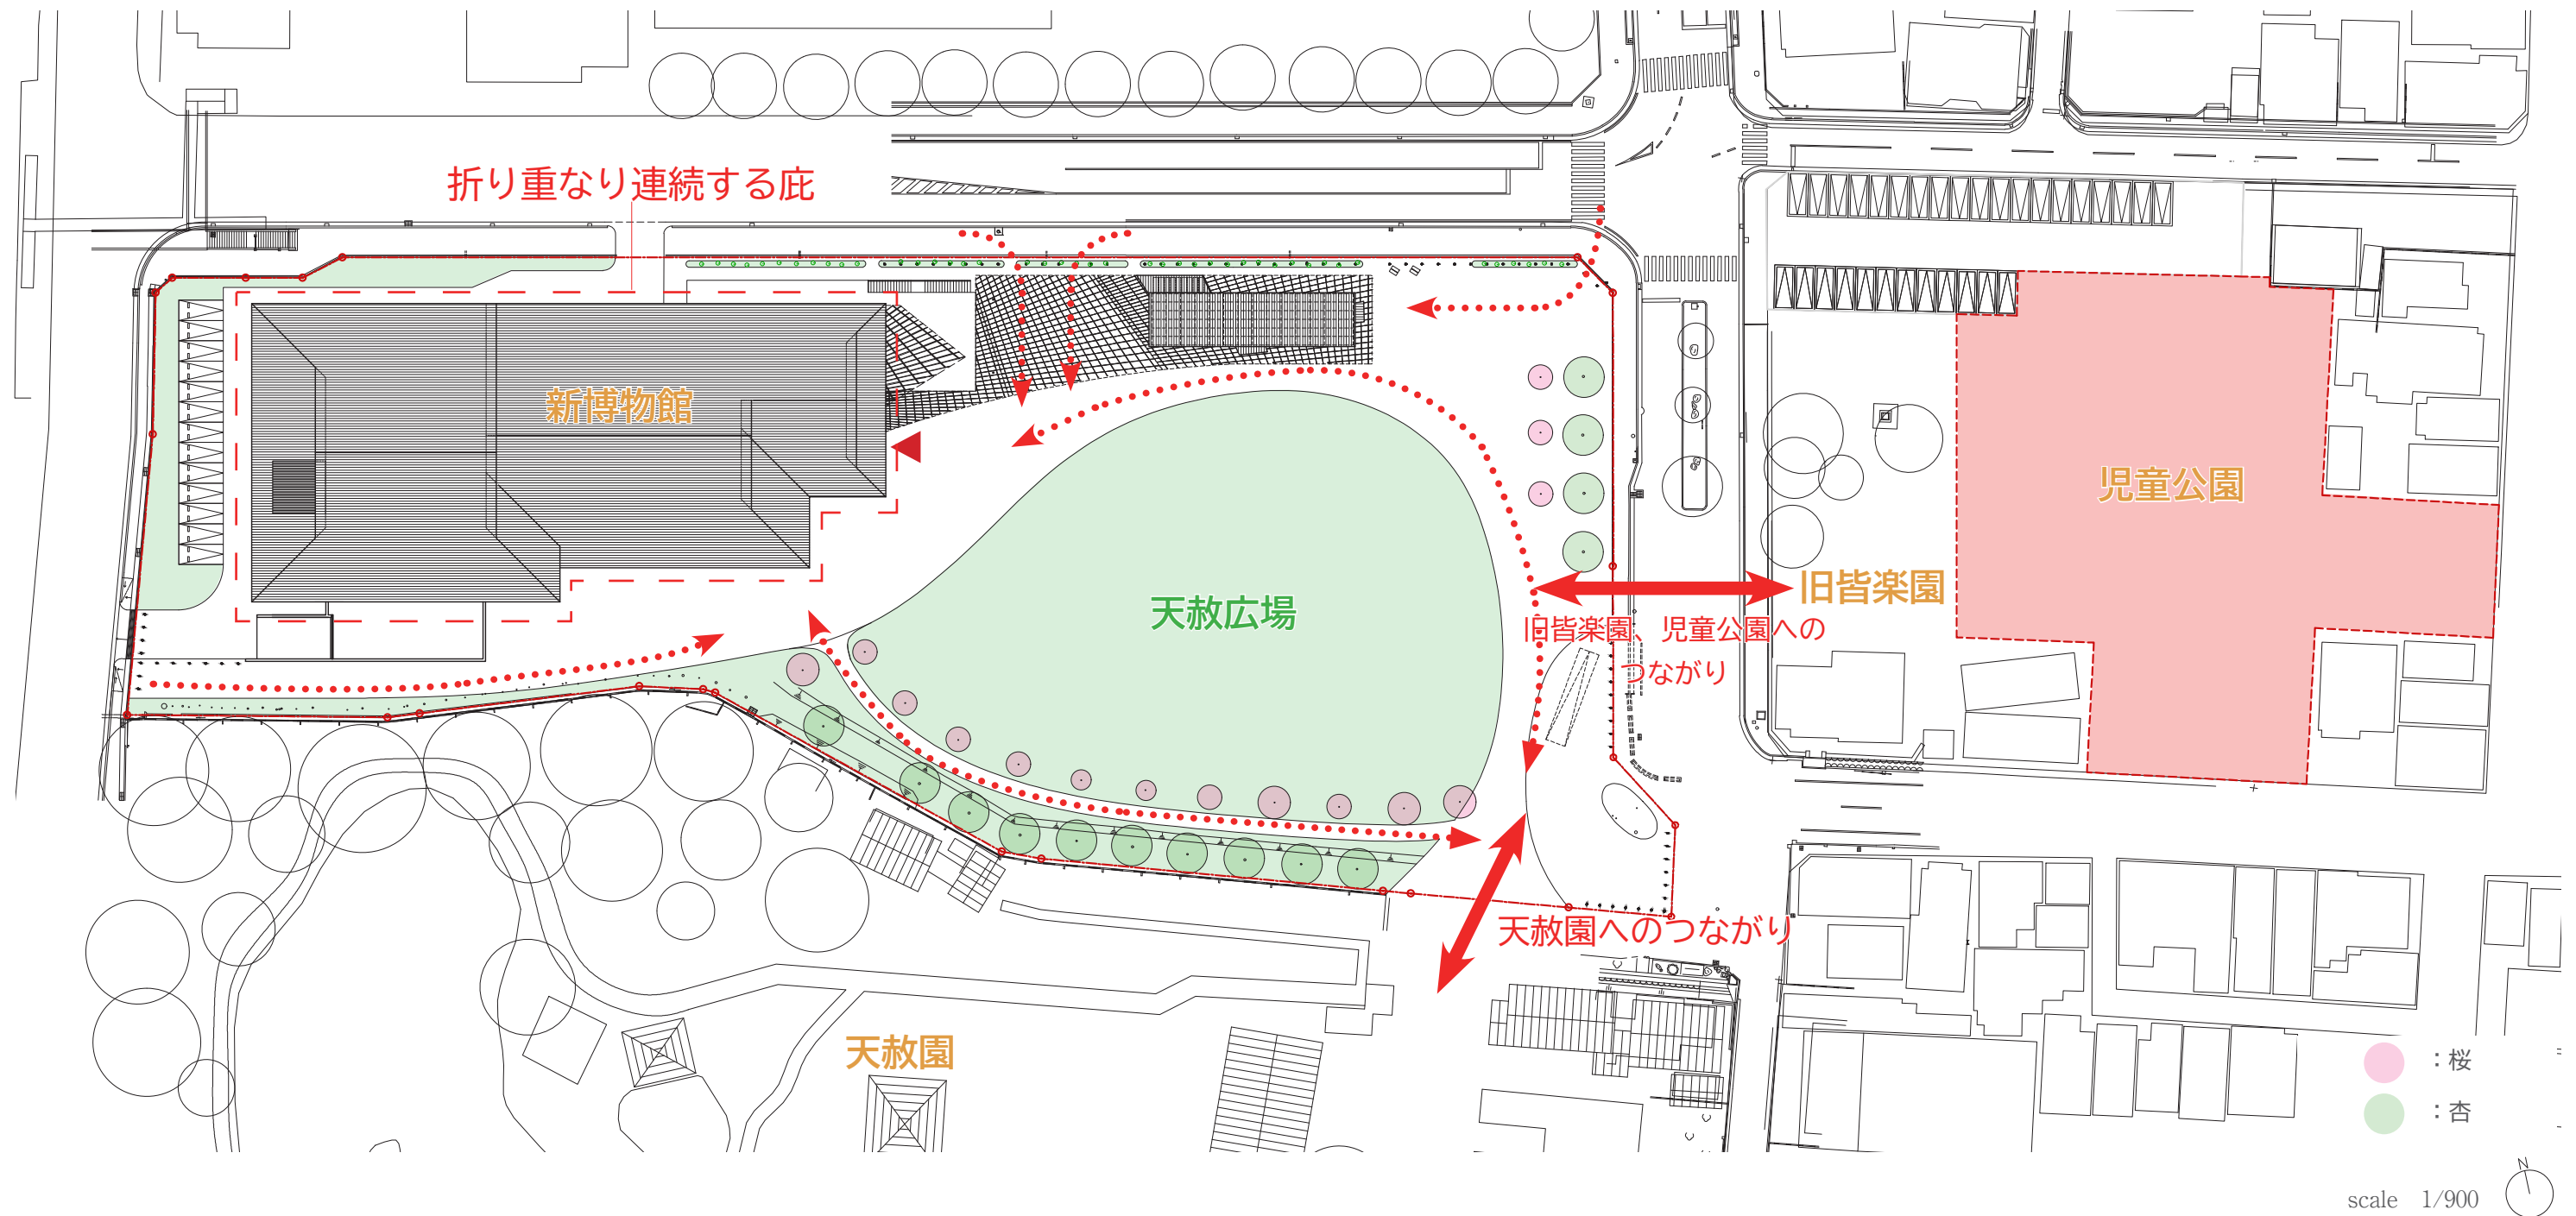 折り重なり連続する庇
新博物館
児童公園
天赦広場
旧皆楽園
旧皆楽園、児童公園への
つながり
天赦園へのつながり
天赦園
：桜
：杏
N
scale 1/900